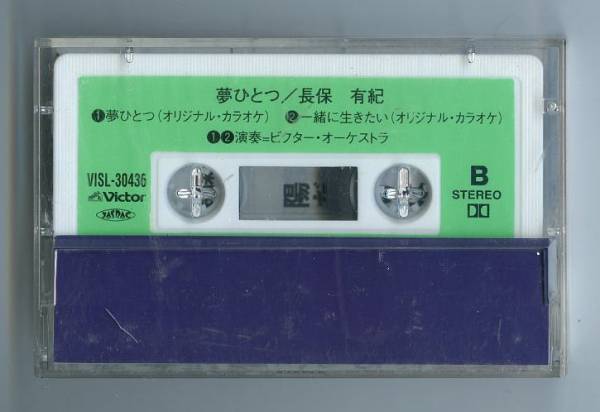 夢ひとつ／長保 有紀
❶夢ひとつ（オリジナル・カラオケ） ❷一緒に生きたい（オリジナル・カラオケ）
❶❷演奏=ビクター・オーケストラ
VISL-30436
Victor
JASRAC
B
STEREO
陽